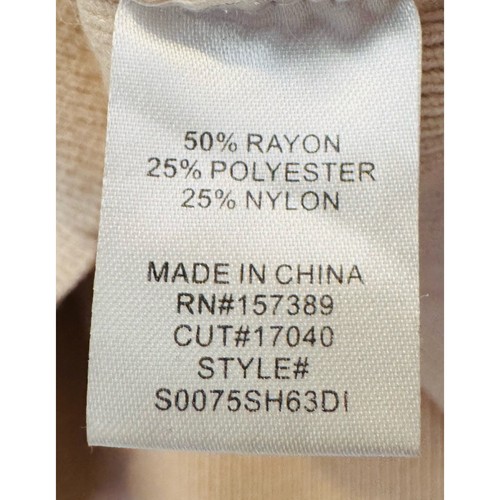 50% RAYON
25% POLYESTER
25% NYLON
MADE IN CHINA
RN#157389
CUT#17040
STYLE#
S0075SH63DI